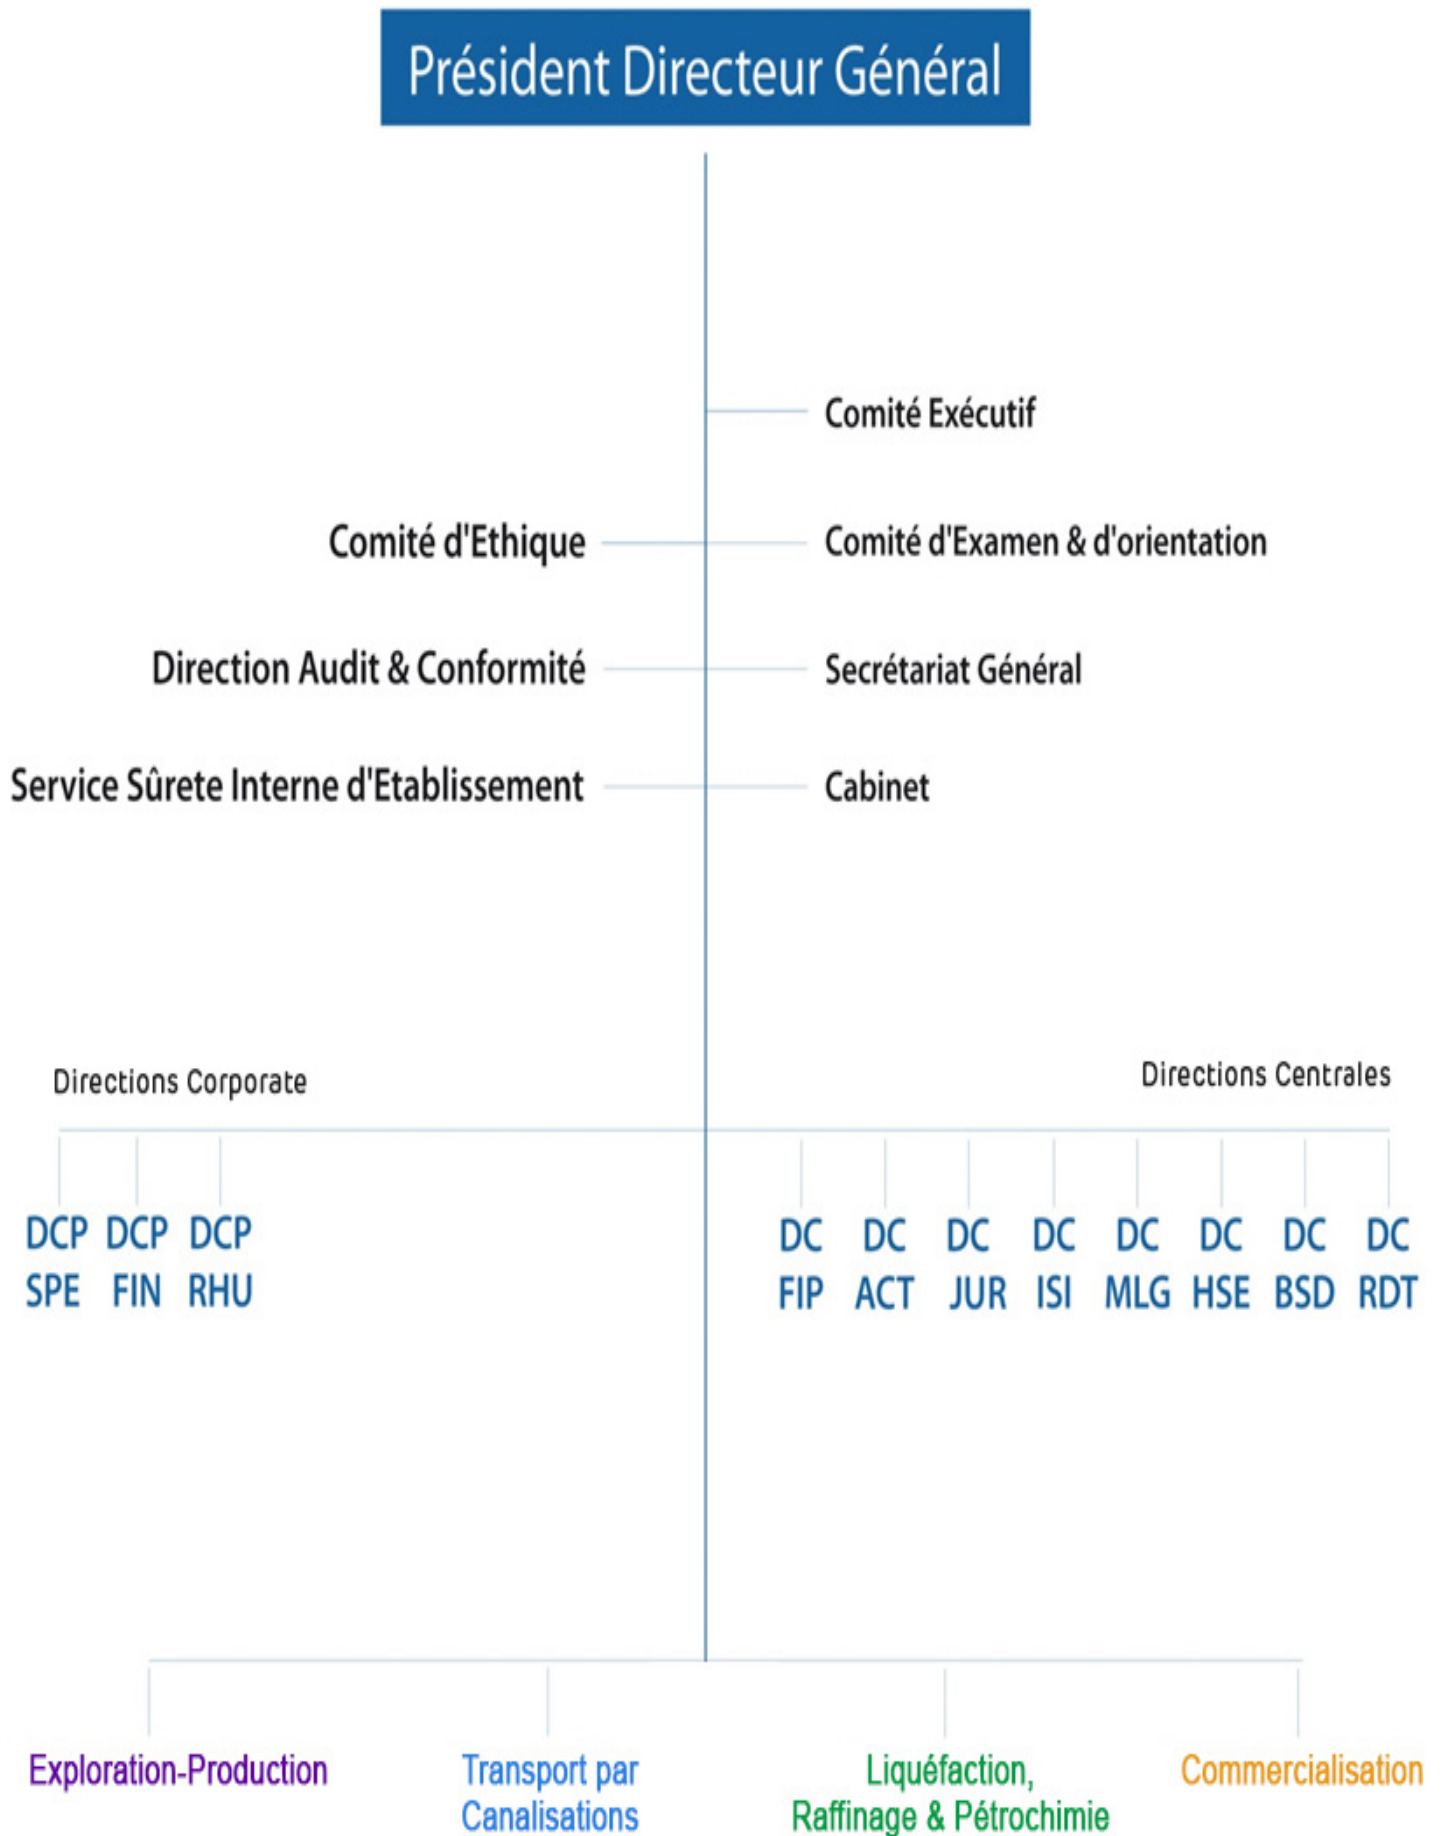 Président Directeur Général
Comité Exécutif
Comité d'Ethique
Comité d'Examen & d'orientation
Direction Audit & Conformité
Secrétariat Général
Service Sûrete Interne d'Etablissement
Cabinet
Directions Corporate
Directions Centrales
DCP DCP DCP
SPE FIN RHU
DC DC DC DC DC DC DC DC
FIP ACT JUR ISI MLG HSE BSD RDT
Exploration-Production
Transport par
Canalisations
Liquéfaction,
Raffinage & Pétrochimie
Commercialisation